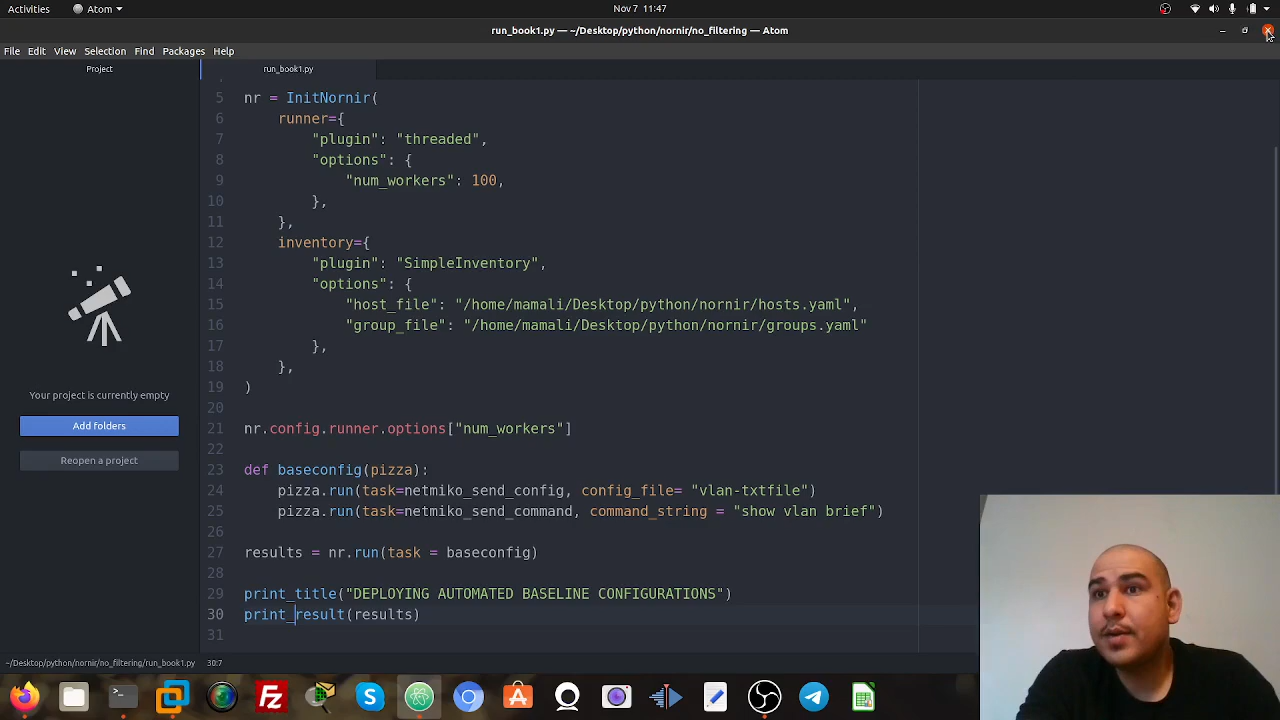 Activities
Atom
Nov 7 11:47
run_book1.py — ~/Desktop/python/nornir/no_filtering — Atom
File Edit View Selection Find Packages Help
Project
run_book1.py
5 nr = InitNornir(
6 runner={
7 "plugin": "threaded",
8 "options": {
9 "num_workers": 100,
10 },
11 },
12 inventory={
13 "plugin": "SimpleInventory",
14 "options": {
15 "host_file": "/home/mamali/Desktop/python/nornir/hosts.yaml",
16 "group_file": "/home/mamali/Desktop/python/nornir/groups.yaml"
17 },
18 },
19 )
20
21 nr.config.runner.options["num_workers"]
22
23 def baseconfig(pizza):
24 pizza.run(task=netmiko_send_config, config_file= "vlan-txtfile")
25 pizza.run(task=netmiko_send_command, command_string = "show vlan brief")
26
27 results = nr.run(task = baseconfig)
28
29 print_title("DEPLOYING AUTOMATED BASELINE CONFIGURATIONS")
30 print_result(results)
31
Your project is currently empty
Add folders
Reopen a project
~/Desktop/python/nornir/no_filtering/run_book1.py 30:7